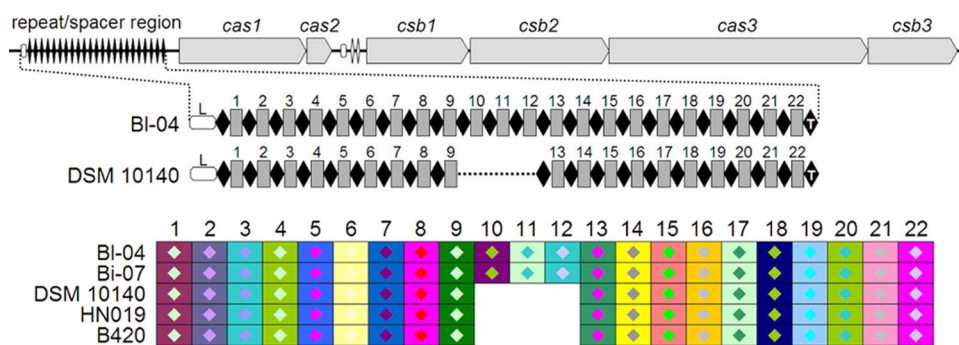 repeat/spacer region cas1 cas2 csb1 csb2 cas3 csb3
L 1 2 3 4 5 6 7 8 9 10 11 12 13 14 15 16 17 18 19 20 21 22
Bl-04 T
L 1 2 3 4 5 6 7 8 9 13 14 15 16 17 18 19 20 21 22
DSM 10140 T
1 2 3 4 5 6 7 8 9 10 11 12 13 14 15 16 17 18 19 20 21 22
Bl-04
Bi-07
DSM 10140
HN019
B420